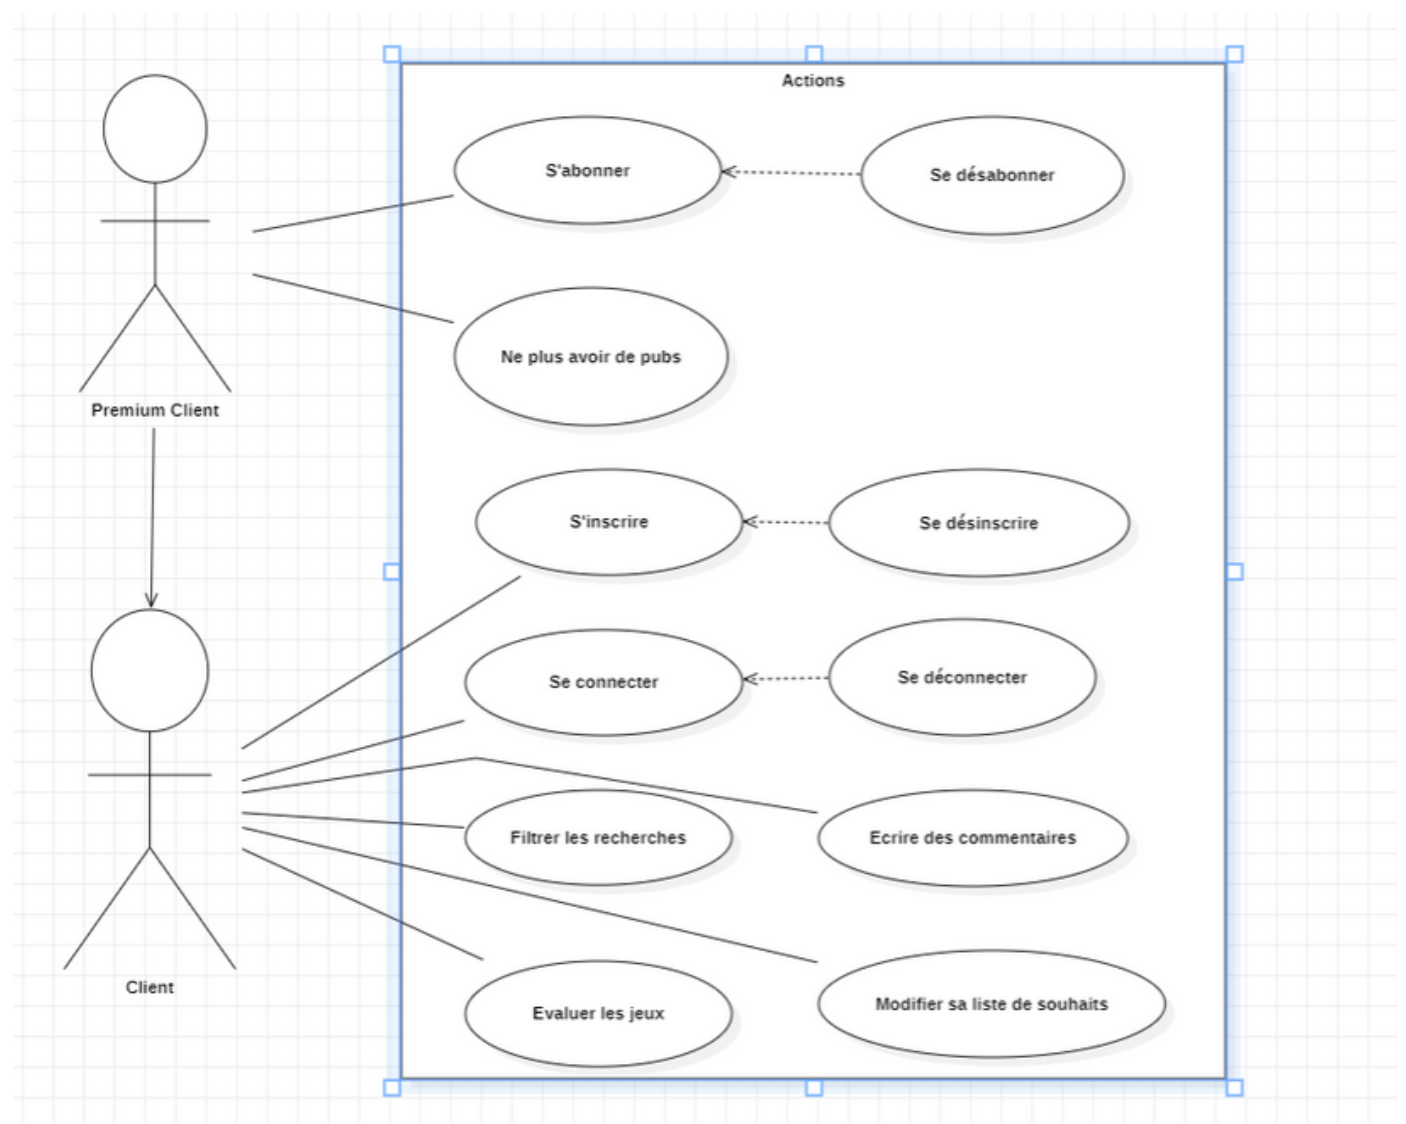 Actions
S'abonner
Se désabonner
Ne plus avoir de pubs
Premium Client
S'inscrire
Se désinscrire
Se connecter
Se déconnecter
Filtrer les recherches
Ecrire des commentaires
Client
Evaluer les jeux
Modifier sa liste de souhaits